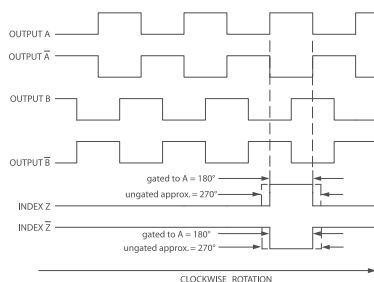 OUTPUT A
OUTPUT A̅
OUTPUT B
OUTPUT B̅
gated to A = 180°
ungated approx. = 270°
INDEX Z
INDEX Z̅
gated to A = 180°
ungated approx. = 270°
CLOCKWISE ROTATION